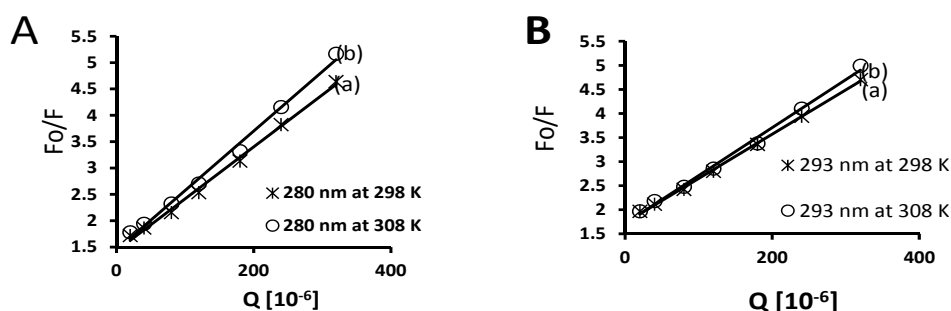 A
Fo/F
5.5
5
4.5
4
3.5
3
2.5
2
1.5
(b)
(a)
280 nm at 298 K
280 nm at 308 K
0
200
400
Q [10⁻⁶]
B
Fo/F
5.5
5
4.5
4
3.5
3
2.5
2
1.5
(b)
(a)
293 nm at 298 K
293 nm at 308 K
0
200
400
Q [10⁻⁶]